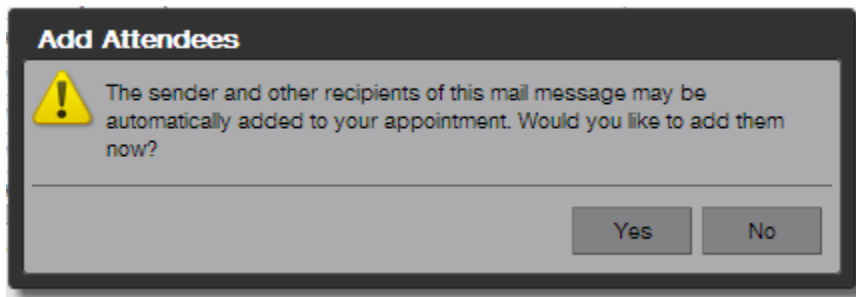 Add Attendees
The sender and other recipients of this mail message may be
automatically added to your appointment. Would you like to add them
now?
Yes
No